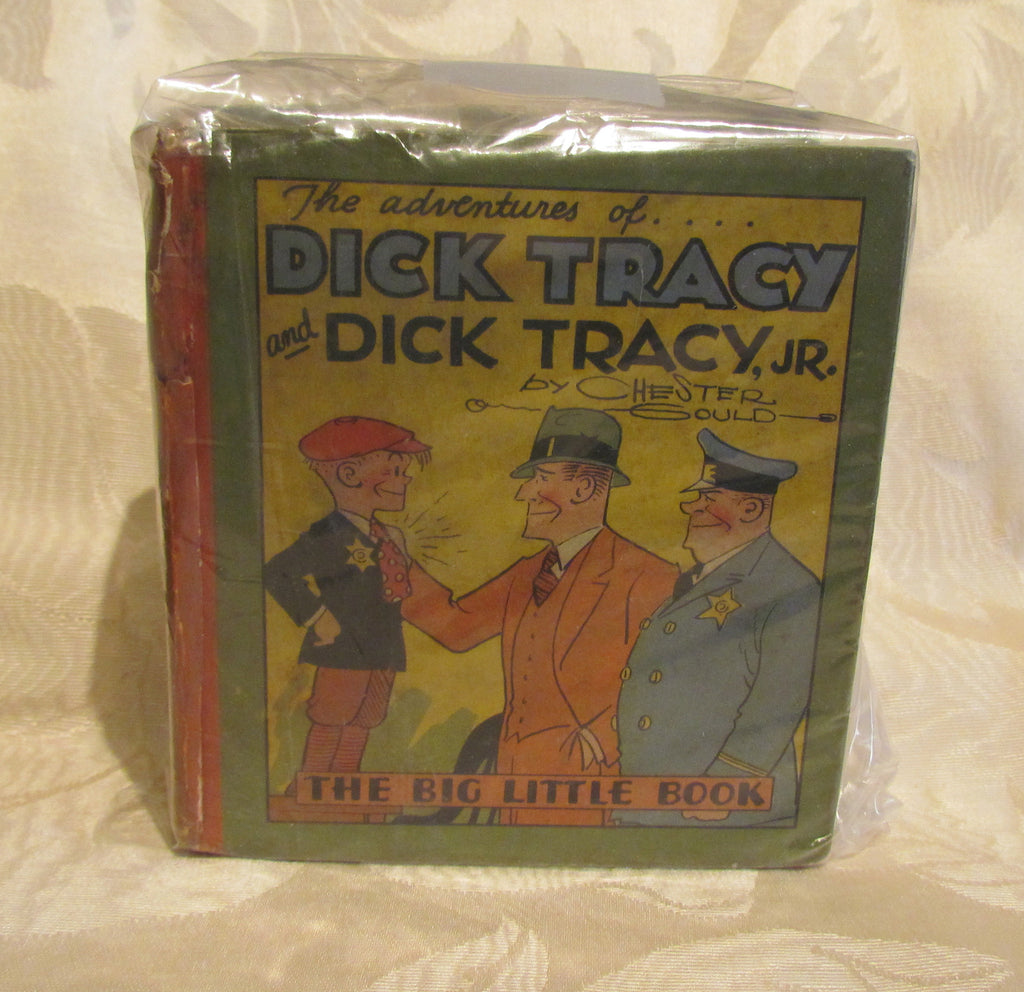 The adventures of. . . .
DICK TRACY
and DICK TRACY, JR.
by CHESTER
GOULD
THE BIG LITTLE BOOK